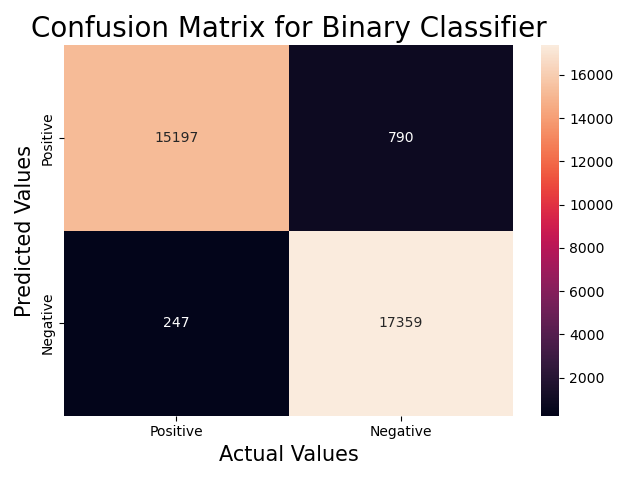 Confusion Matrix for Binary Classifier
Predicted Values
Positive
15197 790
16000
14000
12000
10000
8000
6000
4000
2000
Negative
247 17359
Positive Negative
Actual Values